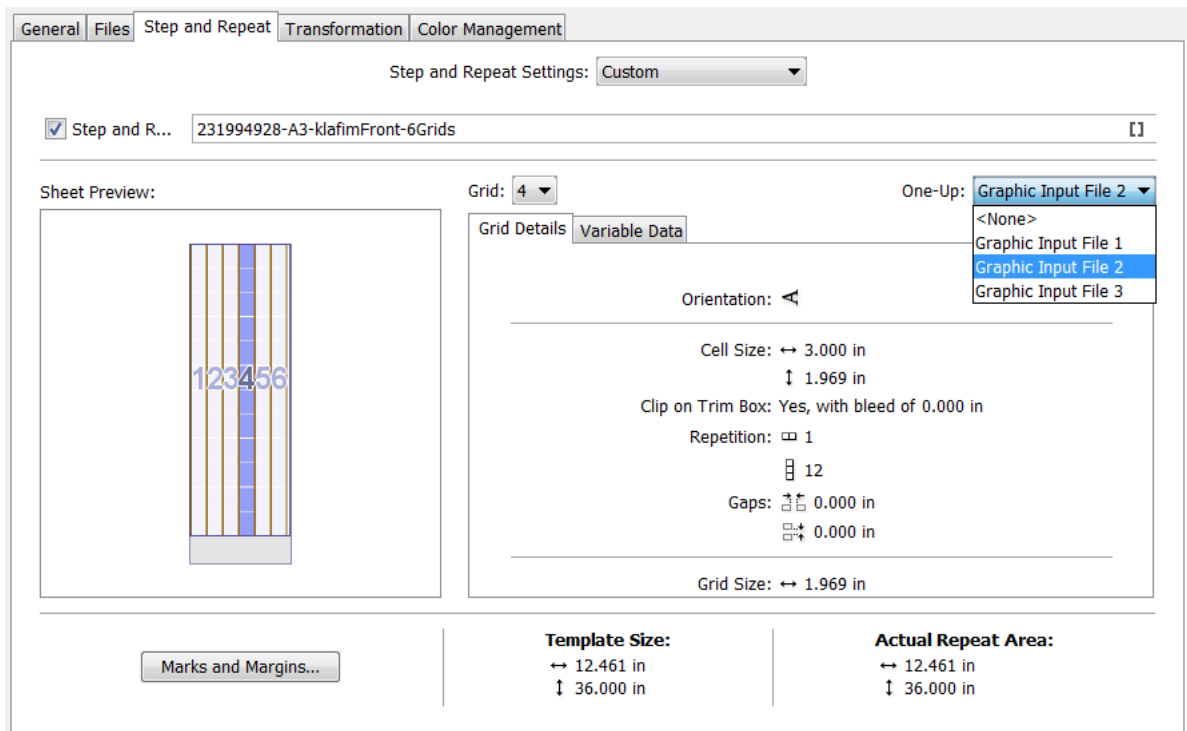 General Files Step and Repeat Transformation Color Management
Step and Repeat Settings: Custom
Step and R... 231994928-A3-klafimFront-6Grids
Sheet Preview: Grid: 4 One-Up: Graphic Input File 2
<None>
Graphic Input File 1
Graphic Input File 2
Graphic Input File 3
Grid Details Variable Data
Orientation:
Cell Size: ↔ 3.000 in
↕ 1.969 in
Clip on Trim Box: Yes, with bleed of 0.000 in
Repetition: 1
12
Gaps: 0.000 in
0.000 in
Grid Size: ↔ 1.969 in
123456
Marks and Margins...
Template Size:
↔ 12.461 in
↕ 36.000 in
Actual Repeat Area:
↔ 12.461 in
↕ 36.000 in